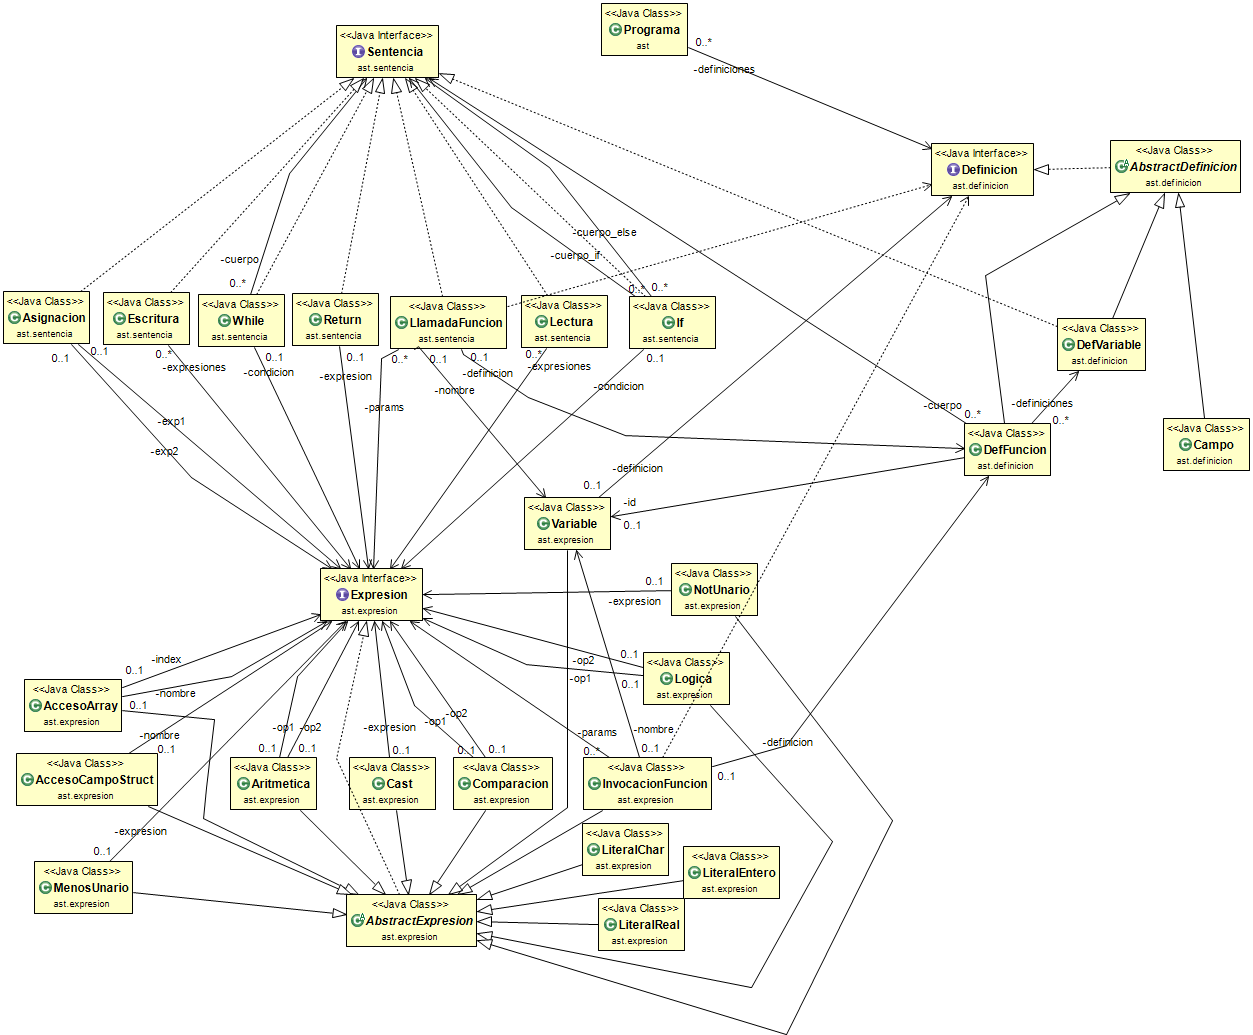 <<Java Class>>
Programa
ast
0..*
-definiciones
<<Java Interface>>
Sentencia
ast.sentencia
<<Java Interface>>
Definicion
ast.definicion
<<Java Class>>
AbstractDefinicion
ast.definicion
-cuerpo_else
-cuerpo_if
-cuerpo
0..*
0..*
0..*
<<Java Class>>
Asignacion
ast.sentencia
<<Java Class>>
Escritura
ast.sentencia
<<Java Class>>
While
ast.sentencia
<<Java Class>>
Return
ast.sentencia
<<Java Class>>
LlamadaFuncion
ast.sentencia
<<Java Class>>
Lectura
ast.sentencia
<<Java Class>>
If
ast.sentencia
<<Java Class>>
DefVariable
ast.definicion
0..1
0..1
0..*
-expresiones
0..1
-condicion
0..1
-expresion
0..*
-params
0..1
-nombre
0..1
-definicion
0..*
-expresiones
0..1
-condicion
-exp1
-exp2
-cuerpo
0..*
-definiciones
0..*
<<Java Class>>
DefFuncion
ast.definicion
<<Java Class>>
Campo
ast.definicion
-definicion
0..1
-id
0..1
<<Java Class>>
Variable
ast.expresion
<<Java Interface>>
Expresion
ast.expresion
<<Java Class>>
NotUnario
ast.expresion
0..1
-expresion
<<Java Class>>
Logica
ast.expresion
0..1
-op2
-op1
0..1
-index
0..1
-nombre
0..1
<<Java Class>>
AccesoArray
ast.expresion
-nombre
0..1
<<Java Class>>
AccesoCampoStruct
ast.expresion
-op1
-op2
0..1
0..1
<<Java Class>>
Aritmetica
ast.expresion
-expresion
0..1
<<Java Class>>
Cast
ast.expresion
-op1
-op2
0..1
0..1
<<Java Class>>
Comparacion
ast.expresion
-params
0..*
-nombre
0..1
-definicion
0..1
<<Java Class>>
InvocacionFuncion
ast.expresion
-expresion
0..1
<<Java Class>>
MenosUnario
ast.expresion
<<Java Class>>
LiteralChar
ast.expresion
<<Java Class>>
LiteralEntero
ast.expresion
<<Java Class>>
LiteralReal
ast.expresion
<<Java Class>>
AbstractExpresion
ast.expresion